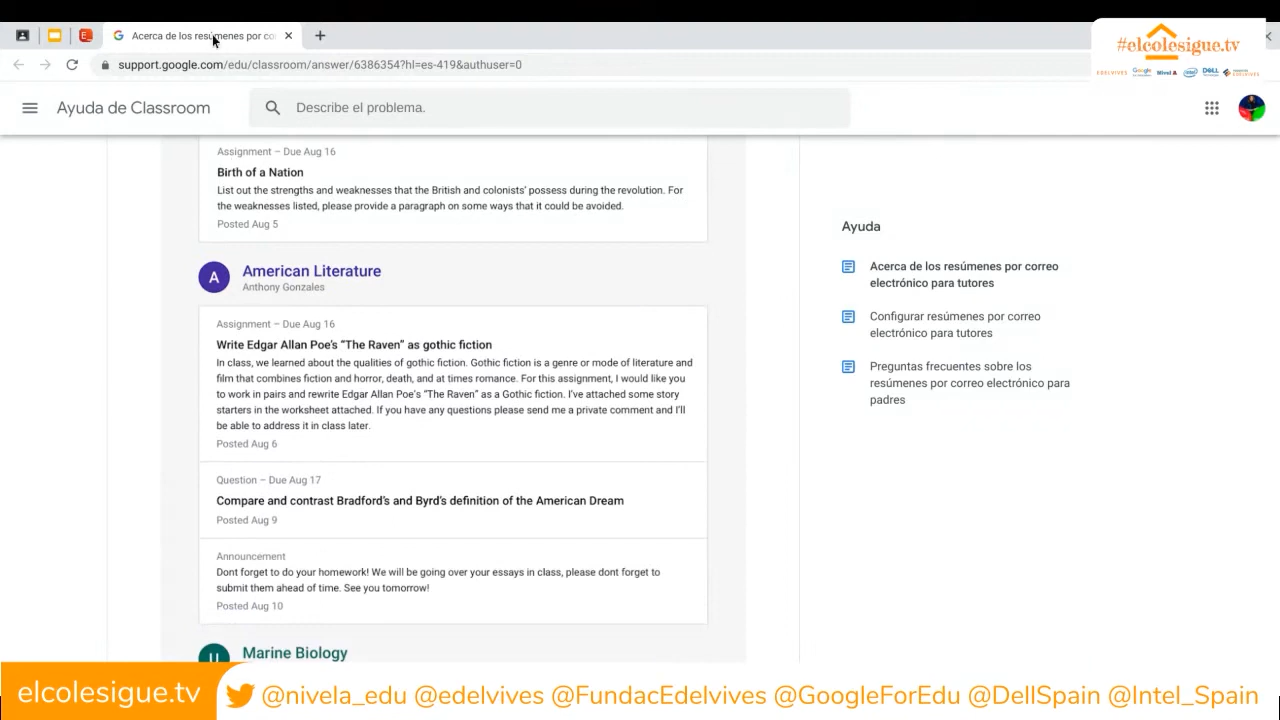 Acerca de los resúmenes por co
support.google.com/edu/classroom/answer/6386354?hl=es-419&authuser=0
#elcolesigue.tv
EDELVIVES Google Nivel A intel DELL
Ayuda de Classroom
Describe el problema.
Assignment – Due Aug 16
Birth of a Nation
List out the strengths and weaknesses that the British and colonists' possess during the revolution. For
the weaknesses listed, please provide a paragraph on some ways that it could be avoided.
Posted Aug 5
A
American Literature
Anthony Gonzales
Assignment – Due Aug 16
Write Edgar Allan Poe's “The Raven” as gothic fiction
In class, we learned about the qualities of gothic fiction. Gothic fiction is a genre or mode of literature and
film that combines fiction and horror, death, and at times romance. For this assignment, I would like you
to work in pairs and rewrite Edgar Allan Poe's “The Raven” as a Gothic fiction. I've attached some story
starters in the worksheet attached. If you have any questions please send me a private comment and I'll
be able to address it in class later.
Posted Aug 6
Question – Due Aug 17
Compare and contrast Bradford's and Byrd's definition of the American Dream
Posted Aug 9
Announcement
Dont forget to do your homework! We will be going over your essays in class, please dont forget to
submit them ahead of time. See you tomorrow!
Posted Aug 10
Marine Biology
Ayuda
Acerca de los resúmenes por correo
electrónico para tutores
Configurar resúmenes por correo
electrónico para tutores
Preguntas frecuentes sobre los
resúmenes por correo electrónico para
padres
elcolesigue.tv
@nivela_edu @edelvives @FundacEdelvives @GoogleForEdu @DellSpain @Intel_Spain